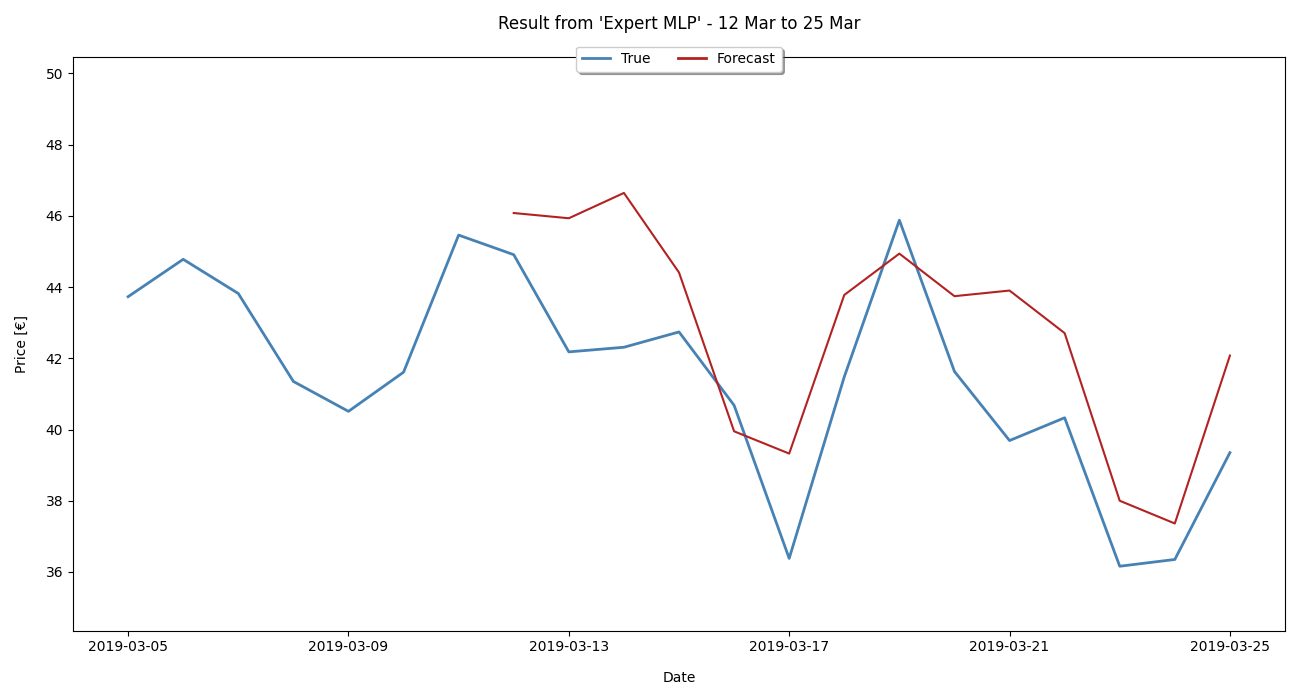 Result from 'Expert MLP' - 12 Mar to 25 Mar
True Forecast
50
48
46
44
42
40
38
36
Price [€]
2019-03-05 2019-03-09 2019-03-13 2019-03-17 2019-03-21 2019-03-25
Date